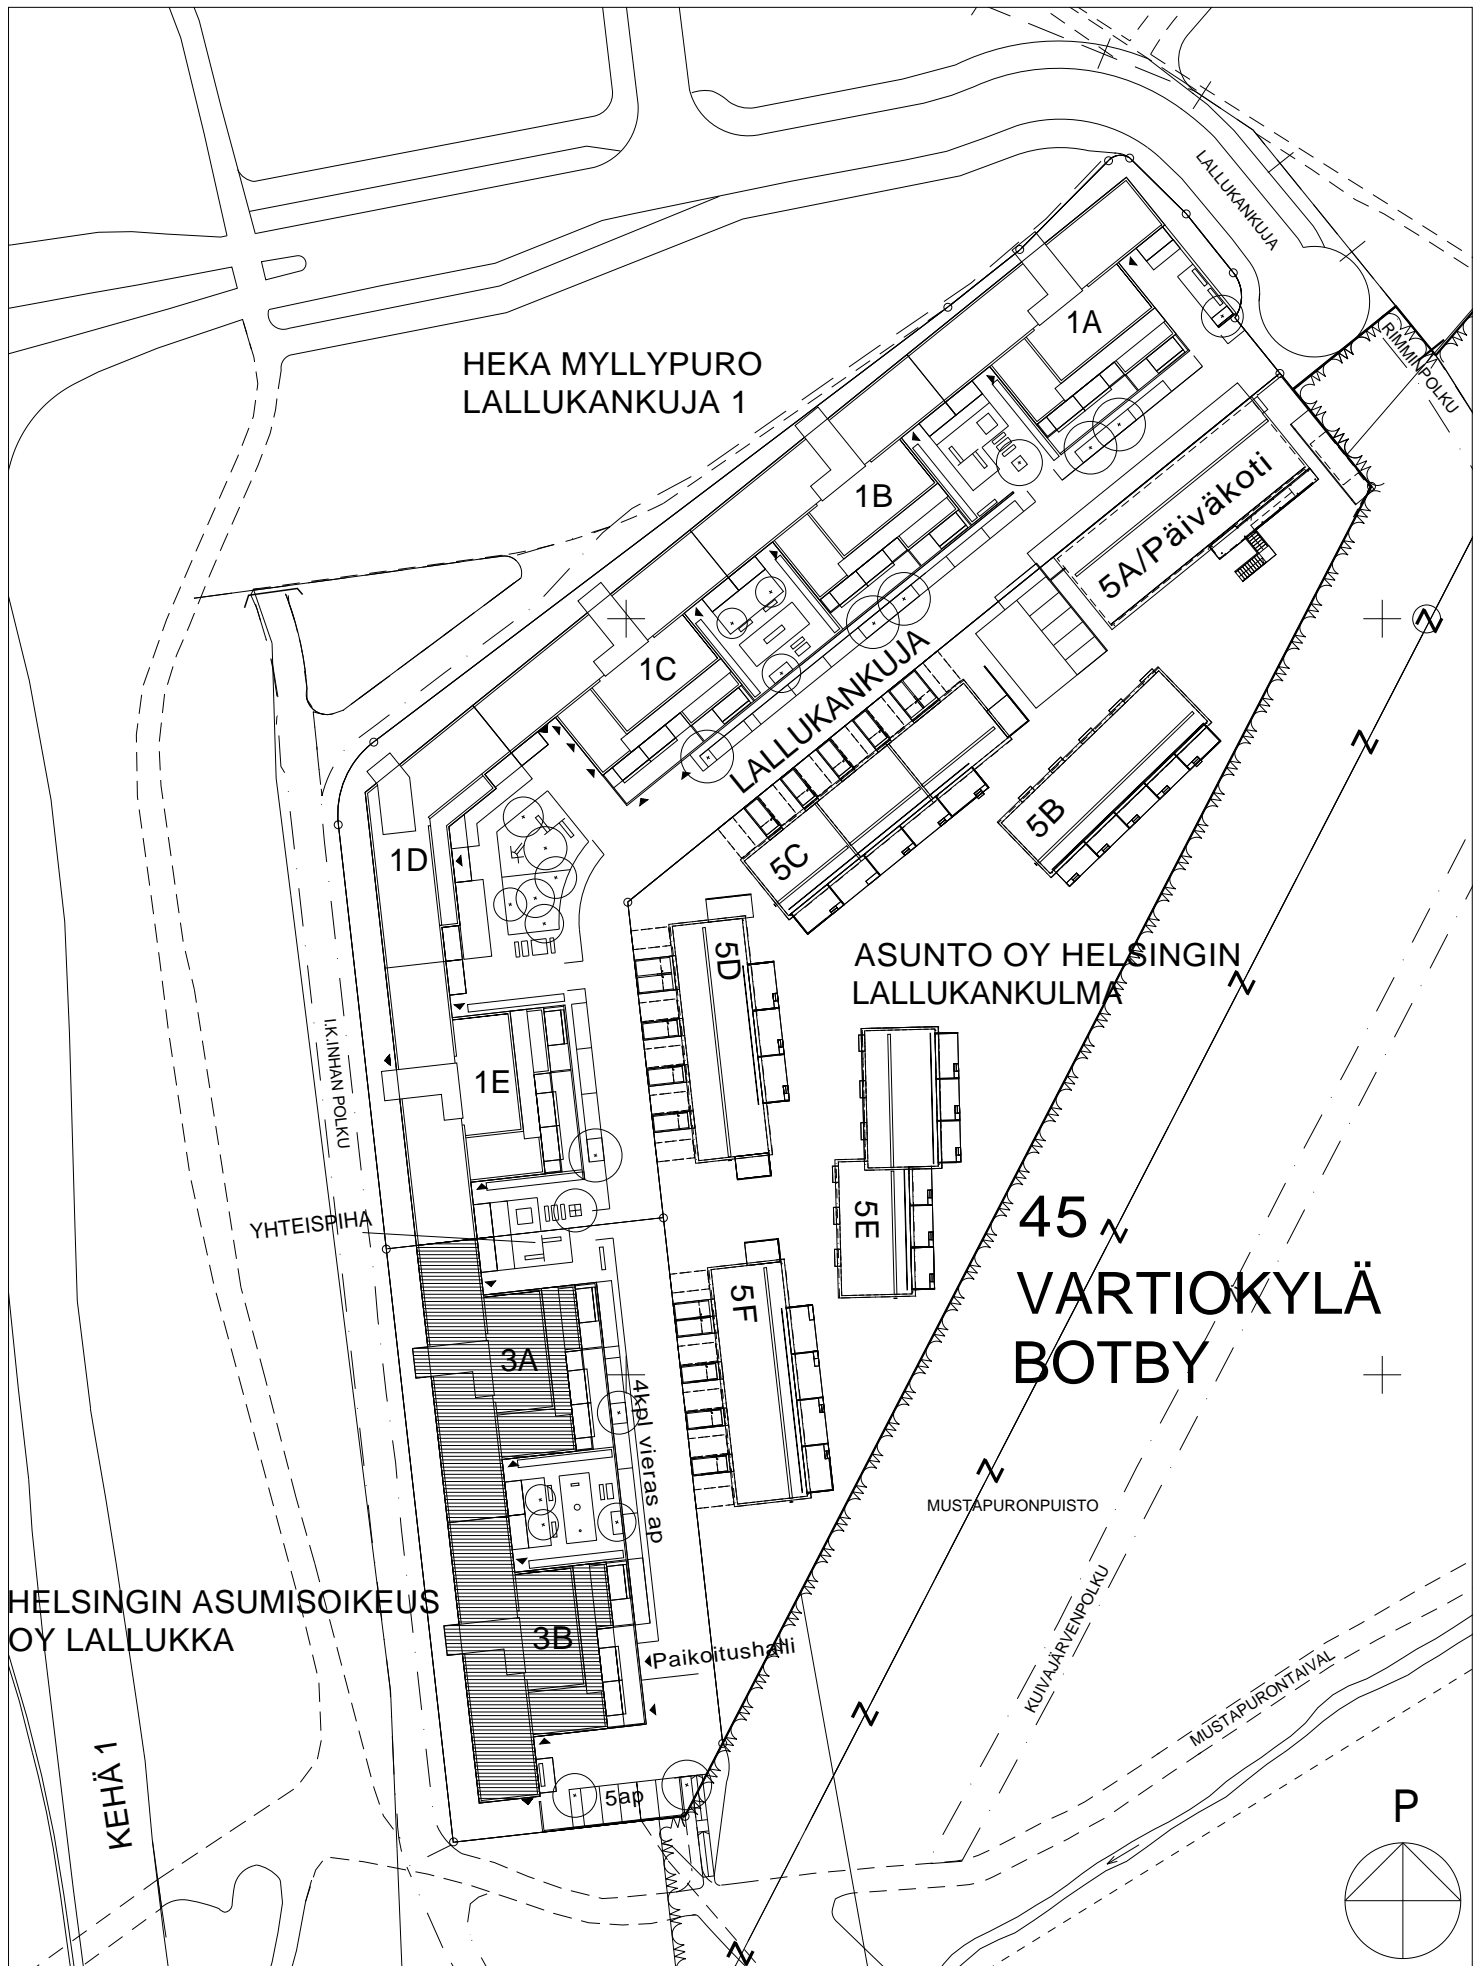 LALLUKANKUJA
RIMMINPOLKU
HEKA MYLLYPURO
LALLUKANKUJA 1
1A
1B
1C
5A/Päiväkoti
LALLUKANKUJA
1D
5C
5B
5D
ASUNTO OY HELSINGIN
LALLUKANKULMA
I.K.INHAN POLKU
1E
YHTEISPIHA
5E
45
VARTIOKYLÄ
BOTBY
5F
3A
4kpl vieras ap
MUSTAPURONPUISTO
HELSINGIN ASUMISOIKEUS
OY LALLUKKA
3B
Paikoitushalli
KUIVAJÄRVENPOLKU
MUSTAPURONTAIVAL
KEHÄ 1
5ap
P